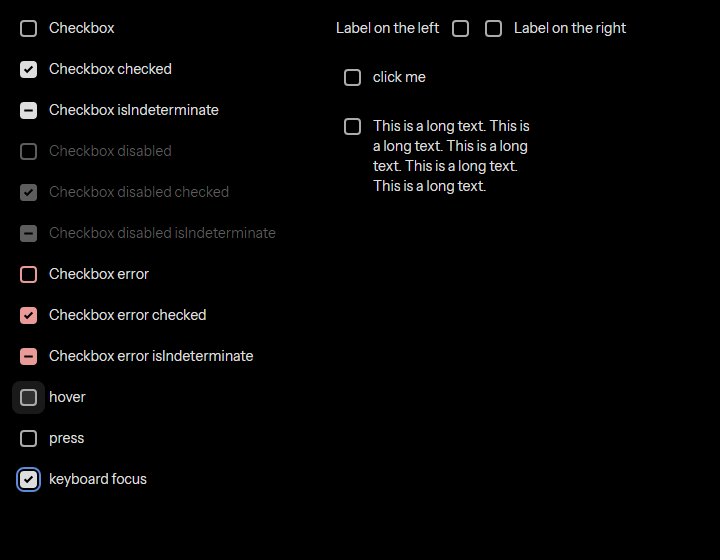 Checkbox
Checkbox checked
Checkbox isIndeterminate
Checkbox disabled
Checkbox disabled checked
Checkbox disabled isIndeterminate
Checkbox error
Checkbox error checked
Checkbox error isIndeterminate
hover
press
keyboard focus
Label on the left
Label on the right
click me
This is a long text. This is
a long text. This is a long
text. This is a long text.
This is a long text.